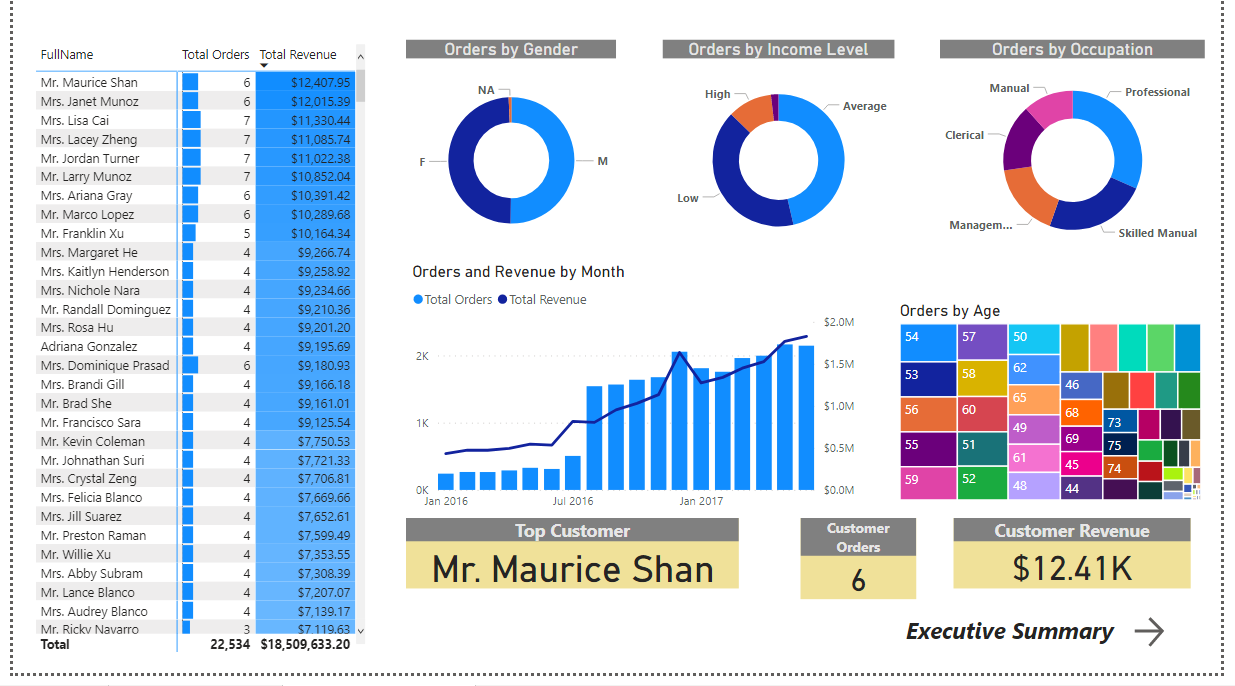 FullName Total Orders Total Revenue
Mr. Maurice Shan 6 $12,407.95
Mrs. Janet Munoz 6 $12,015.39
Mrs. Lisa Cai 7 $11,330.44
Mrs. Lacey Zheng 7 $11,085.74
Mr. Jordan Turner 7 $11,022.38
Mr. Larry Munoz 7 $10,852.04
Mrs. Ariana Gray 6 $10,391.42
Mr. Marco Lopez 6 $10,289.68
Mr. Franklin Xu 5 $10,164.34
Mrs. Margaret He 4 $9,266.74
Mrs. Kaitlyn Henderson 4 $9,258.92
Mrs. Nichole Nara 4 $9,234.66
Mr. Randall Dominguez 4 $9,210.36
Mrs. Rosa Hu 4 $9,201.20
Adriana Gonzalez 4 $9,195.69
Mrs. Dominique Prasad 6 $9,180.93
Mrs. Brandi Gill 4 $9,166.18
Mr. Brad She 4 $9,161.01
Mr. Francisco Sara 4 $9,125.54
Mr. Kevin Coleman 4 $7,750.53
Mr. Johnathan Suri 4 $7,721.33
Mrs. Crystal Zeng 4 $7,706.81
Mrs. Felicia Blanco 4 $7,669.66
Mrs. Jill Suarez 4 $7,652.61
Mr. Preston Raman 4 $7,599.49
Mr. Willie Xu 4 $7,353.55
Mrs. Abby Subram 4 $7,308.39
Mr. Lance Blanco 4 $7,207.07
Mrs. Audrey Blanco 4 $7,139.17
Mr. Ricky Navarro 3 $7,119.63
Total 22,534 $18,509,633.20
Orders by Gender
NA
F
M
Orders by Income Level
High
Average
Low
Orders by Occupation
Manual
Professional
Clerical
Managem...
Skilled Manual
Orders and Revenue by Month
Total Orders Total Revenue
2K
1K
0K
$2.0M
$1.5M
$1.0M
$0.5M
$0.0M
Jan 2016 Jul 2016 Jan 2017
Orders by Age
54
53
56
55
59
57
58
60
51
52
50
62
65
49
61
48
46
68
69
45
44
73
75
74
Top Customer
Mr. Maurice Shan
Customer
Orders
6
Customer Revenue
$12.41K
Executive Summary